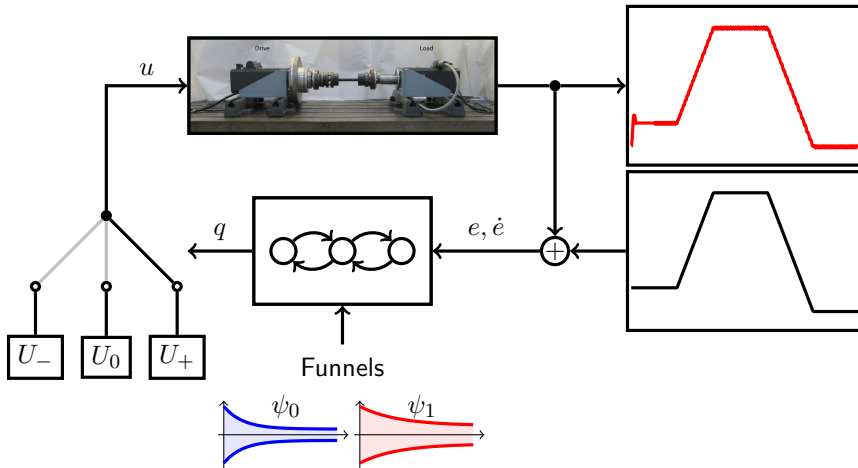 Drive
Load
u
q
e, ė
+
U₋
U₀
U₊
Funnels
ψ₀
ψ₁